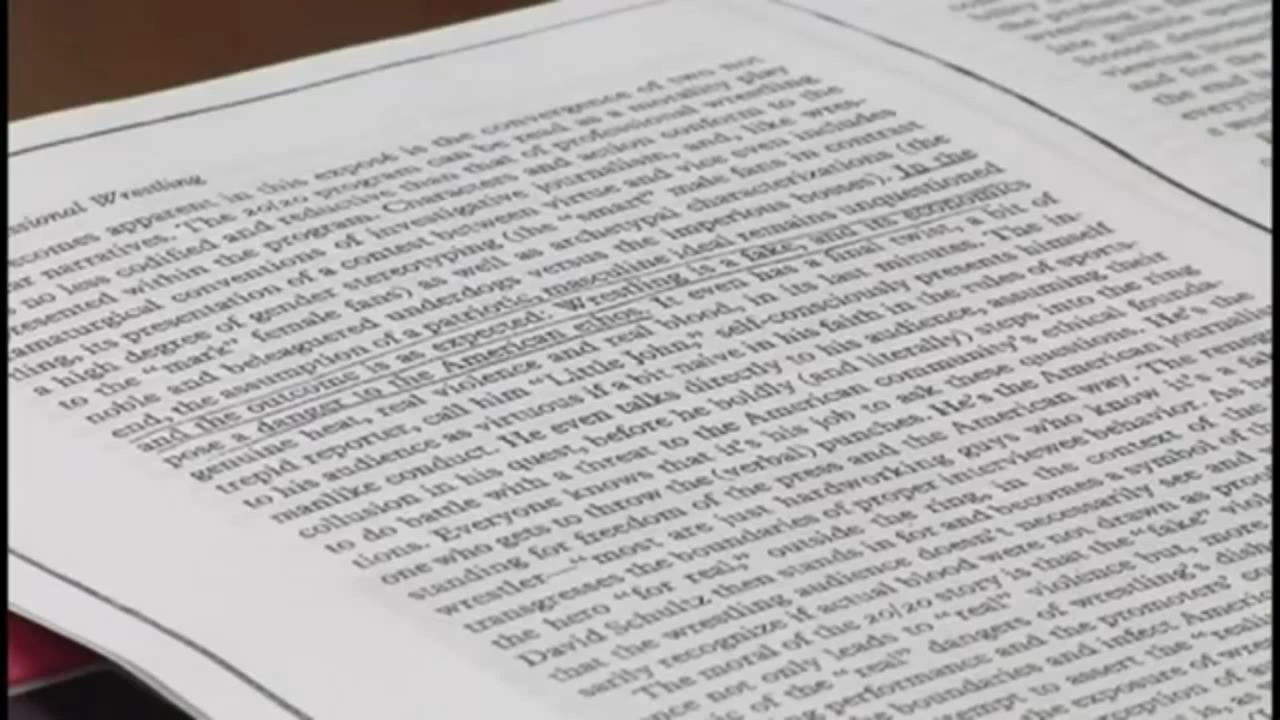 ssional Wrestling
ecomes apparent in this exposé is the convergence of two not
ar narratives. The 20/20 program can be read as a morality play
no less codified and reductive than that of professional wrestling
resented within the program. Characters and action conform to the
amaturgical conventions of investigative journalism, and, like wres-
tling, its presentation of a contest between virtue and vice even includes
a high degree of gender stereotyping (the "smart" male fans in contrast
to the "mark" female fans) as well as archetypal characterizations (the
noble and beleaguered underdogs versus the imperious bosses). In the
end, the assumption of a patriotic, masculine ideal remains unquestioned
and the outcome is as expected: Wrestling is a fake, and its economics
pose a danger to the American ethos. It even has a final twist, a bit of
genuine heat, real violence and real blood, in its last minutes. The in-
trepid reporter, call him "Little John," self-consciously presents himself
to his audience as virtuous if a bit naive in his faith in the rules of sports-
manlike conduct. He even talks directly to his audience, assuming their
collusion in his quest, before he boldly (and literally) steps into the ring
to do battle with a threat to the American community's ethical founda-
tions. Everyone knows that it's his job to ask these questions. He's the
one who gets to throw the (verbal) punches. He's the American journalis
standing for freedom of the press and the American way. The renega
wrestler—"most are just hardworking guys who know it's a fa
transgresses the boundaries of proper interviewee behavior. As he
the hero "for real," outside the ring, in the context of the
David Schultz then stands in for and becomes a symbol of th
that the wrestling audience doesn't necessarily see and
sarily recognize if actual blood were not drawn as proo
The moral of the 20/20 story is that the "fake" viol
nce not only leads to "real" violence but, more
is of the "real" dangers of wrestling's dish
ing performance and the promoters' co
he boundaries and infect Americ
tempt to assert the "reali
he exposure of wre
eption of a
is, as